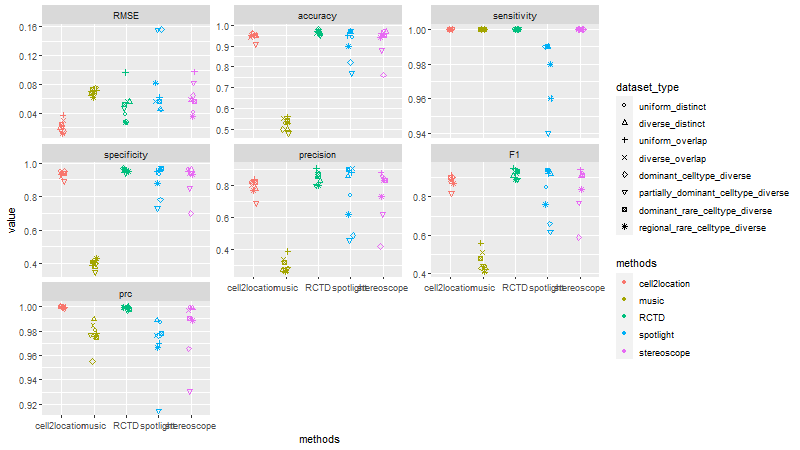 RMSE
accuracy
sensitivity
0.16
0.12
0.08
0.04
1.0
0.9
0.8
0.7
0.6
0.5
1.00
0.98
0.96
0.94
specificity
precision
F1
1.0
0.8
0.6
0.4
0.8
0.6
0.4
1.0
0.8
0.6
0.4
cell2location music RCTD spotlight stereoscope
cell2location music RCTD spotlight stereoscope
prc
1.00
0.98
0.96
0.94
0.92
cell2location music RCTD spotlight stereoscope
value
methods
dataset_type
uniform_distinct
diverse_distinct
uniform_overlap
diverse_overlap
dominant_celltype_diverse
partially_dominant_celltype_diverse
dominant_rare_celltype_diverse
regional_rare_celltype_diverse
methods
cell2location
music
RCTD
spotlight
stereoscope